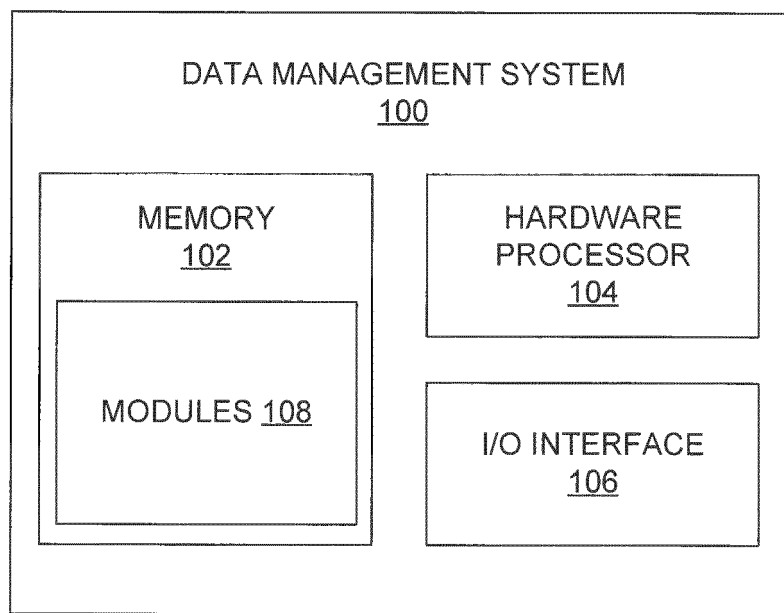 DATA MANAGEMENT SYSTEM
100
MEMORY
102
MODULES 108
HARDWARE
PROCESSOR
104
I/O INTERFACE
106